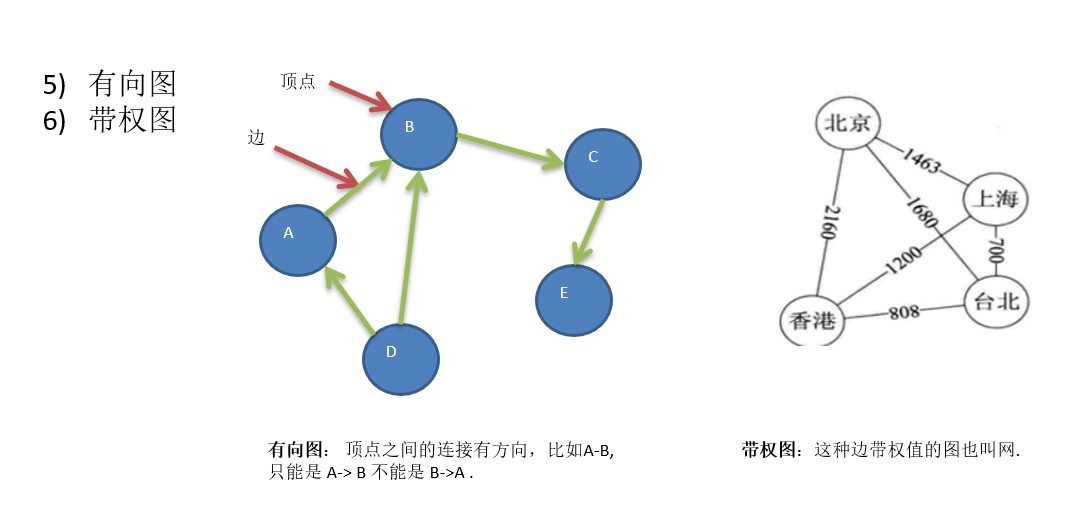 5) 有向图
6) 带权图
顶点
边
B
C
A
E
D
北京
1463
上海
1680
2160
700
1200
台北
808
香港
有向图： 顶点之间的连接有方向，比如A-B,
只能是 A-> B 不能是 B->A .
带权图：这种边带权值的图也叫网.